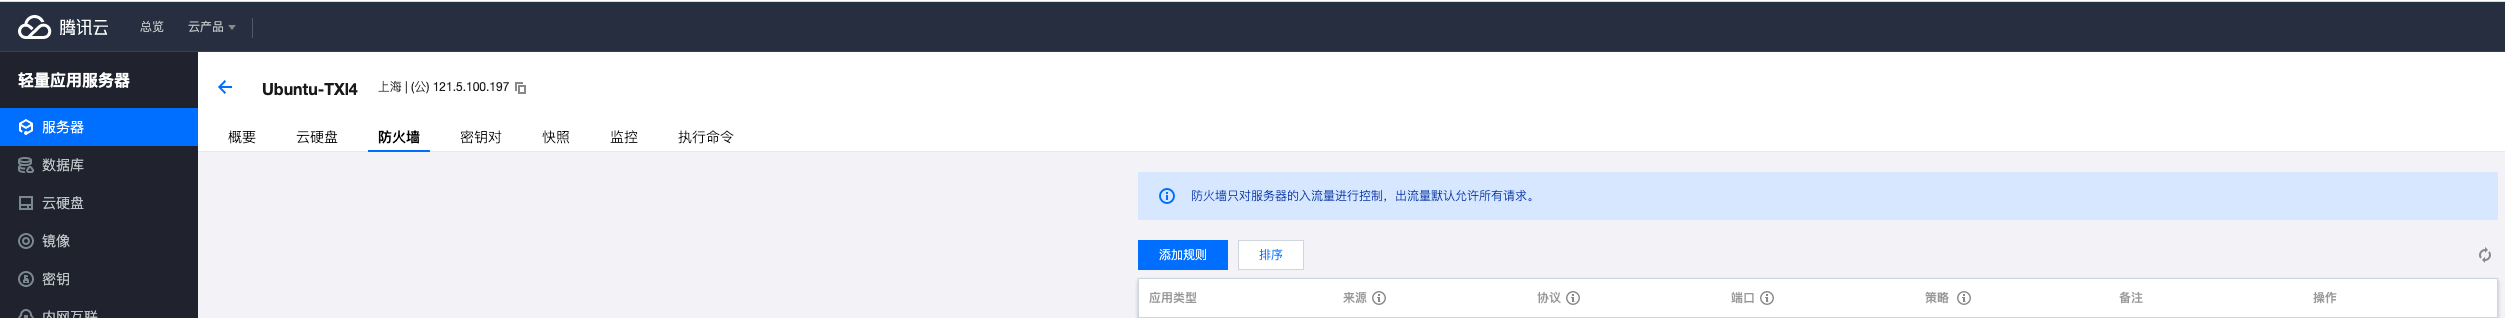 腾讯云 总览 云产品
轻量应用服务器
Ubuntu-TXI4 上海 | (公) 121.5.100.197
概要 云硬盘 防火墙 密钥对 快照 监控 执行命令
服务器
数据库
云硬盘
镜像
密钥
内网互联
防火墙只对服务器的入流量进行控制，出流量默认允许所有请求。
添加规则 排序
应用类型 来源 协议 端口 策略 备注 操作